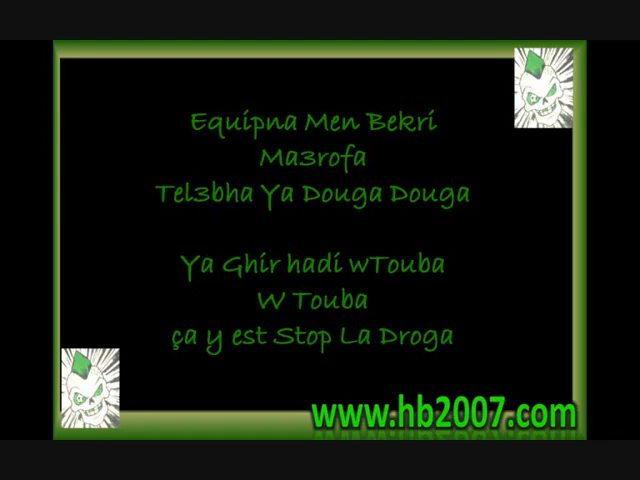 Equipna Men Bekri
Ma3rofa
Tel3bha Ya Douga Douga
Ya Ghir hadi wTouba
W Touba
ça y est Stop La Droga
www.hb2007.com